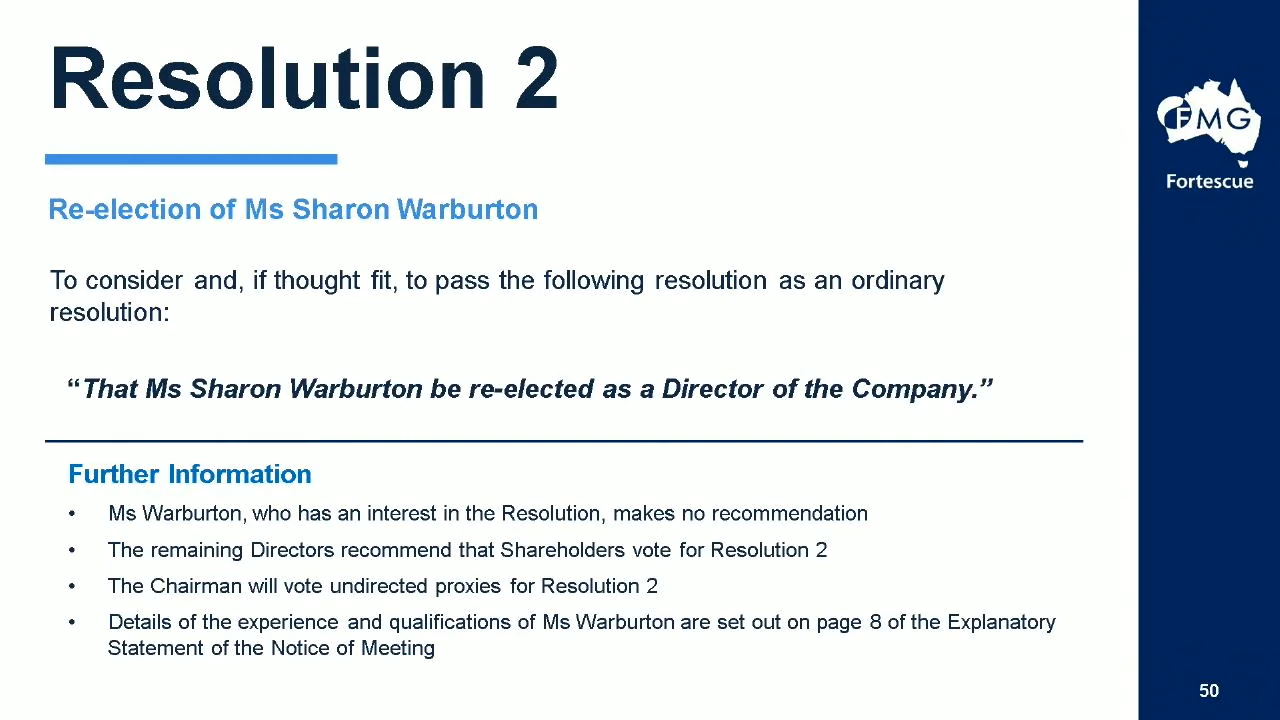 Resolution 2
FMG
Fortescue
Re-election of Ms Sharon Warburton
To consider and, if thought fit, to pass the following resolution as an ordinary
resolution:
“That Ms Sharon Warburton be re-elected as a Director of the Company.”
Further Information
• Ms Warburton, who has an interest in the Resolution, makes no recommendation
• The remaining Directors recommend that Shareholders vote for Resolution 2
• The Chairman will vote undirected proxies for Resolution 2
• Details of the experience and qualifications of Ms Warburton are set out on page 8 of the Explanatory
Statement of the Notice of Meeting
50